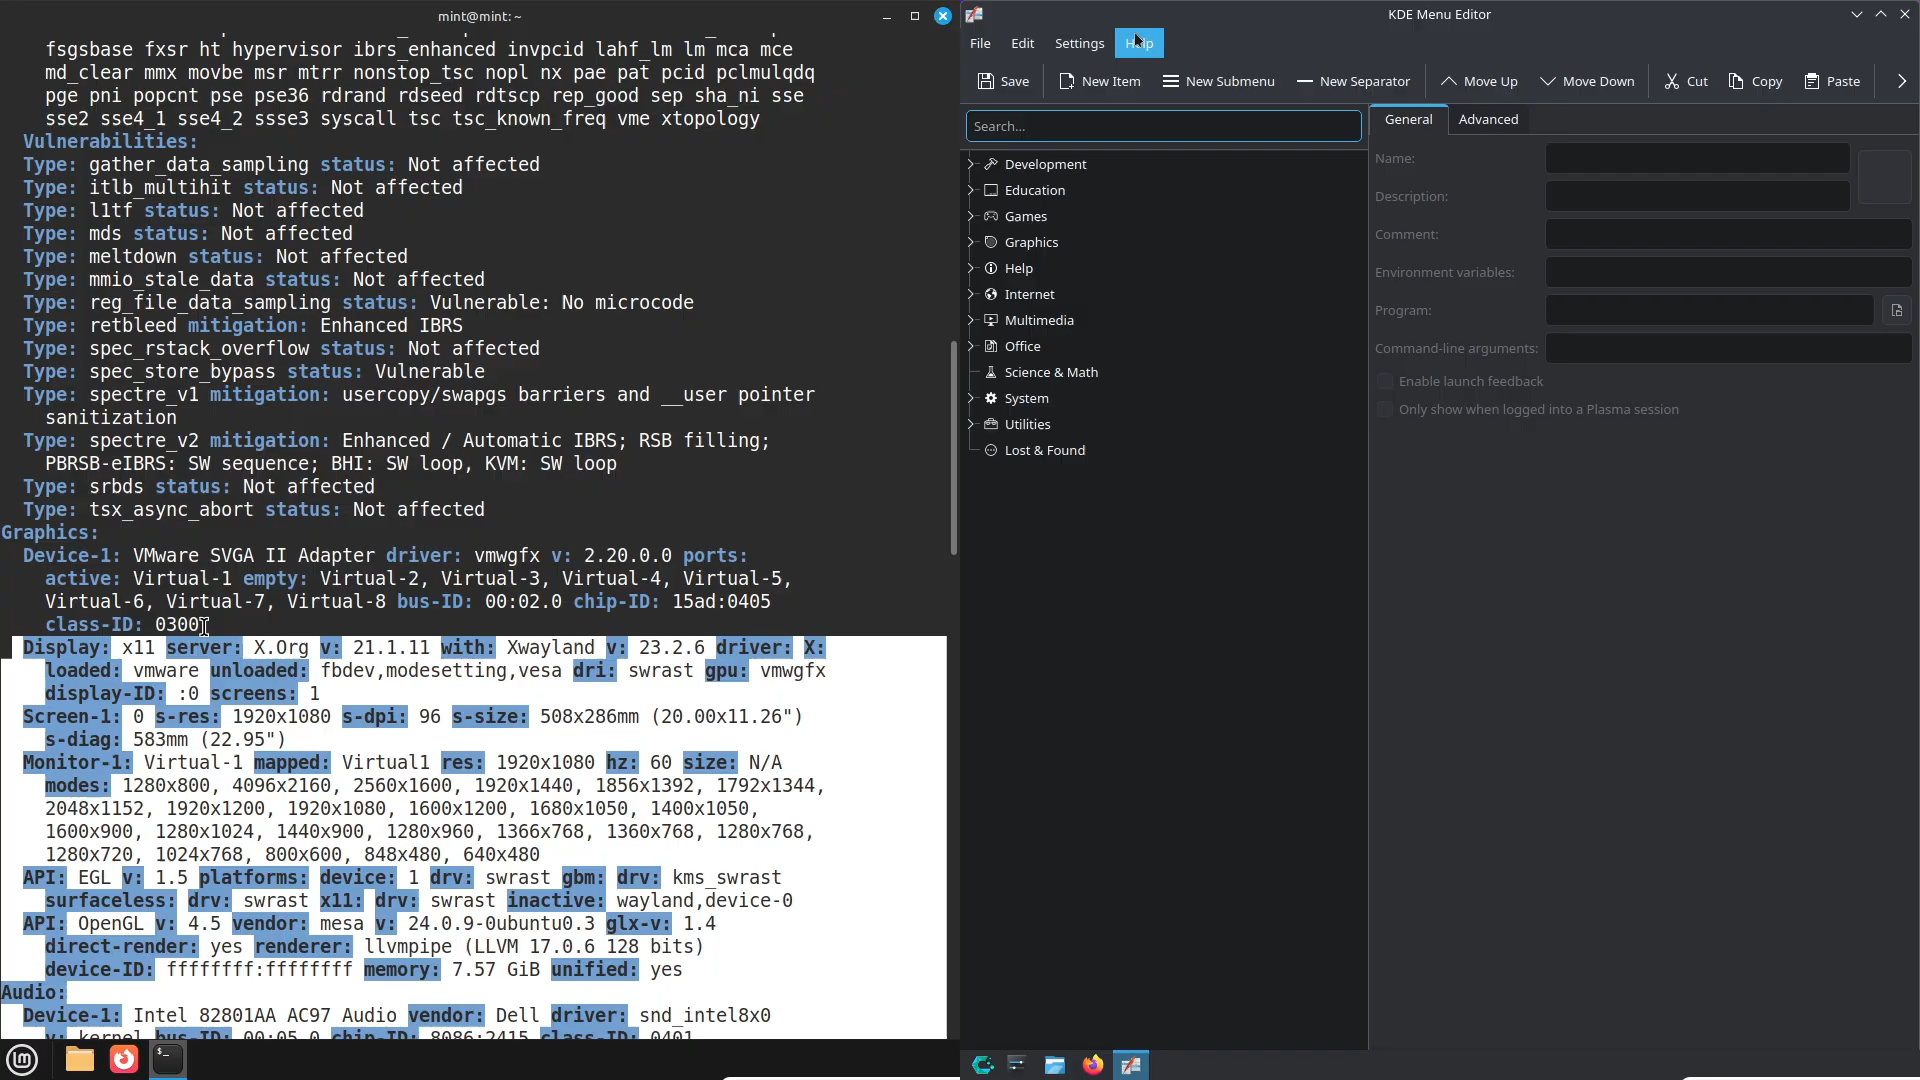 mint@mint: ~
fsgsbase fxsr ht hypervisor ibrs_enhanced invpcid lahf_lm lm mca mce
md_clear mmx movbe msr mtrr nonstop_tsc nopl nx pae pat pcid pclmulqdq
pge pni popcnt pse pse36 rdrand rdseed rdtscp rep_good sep sha_ni sse
sse2 sse4_1 sse4_2 ssse3 syscall tsc tsc_known_freq vme xtopology
Vulnerabilities:
Type: gather_data_sampling status: Not affected
Type: itlb_multihit status: Not affected
Type: l1tf status: Not affected
Type: mds status: Not affected
Type: meltdown status: Not affected
Type: mmio_stale_data status: Not affected
Type: reg_file_data_sampling status: Vulnerable: No microcode
Type: retbleed mitigation: Enhanced IBRS
Type: spec_rstack_overflow status: Not affected
Type: spec_store_bypass status: Vulnerable
Type: spectre_v1 mitigation: usercopy/swapgs barriers and __user pointer
sanitization
Type: spectre_v2 mitigation: Enhanced / Automatic IBRS; RSB filling;
PBRSB-eIBRS: SW sequence; BHI: SW loop, KVM: SW loop
Type: srbds status: Not affected
Type: tsx_async_abort status: Not affected
Graphics:
Device-1: VMware SVGA II Adapter driver: vmwgfx v: 2.20.0.0 ports:
active: Virtual-1 empty: Virtual-2, Virtual-3, Virtual-4, Virtual-5,
Virtual-6, Virtual-7, Virtual-8 bus-ID: 00:02.0 chip-ID: 15ad:0405
class-ID: 0300
Display: x11 server: X.Org v: 21.1.11 with: Xwayland v: 23.2.6 driver: X:
loaded: vmware unloaded: fbdev,modesetting,vesa dri: swrast gpu: vmwgfx
display-ID: :0 screens: 1
Screen-1: 0 s-res: 1920x1080 s-dpi: 96 s-size: 508x286mm (20.00x11.26")
s-diag: 583mm (22.95")
Monitor-1: Virtual-1 mapped: Virtual1 res: 1920x1080 hz: 60 size: N/A
modes: 1280x800, 4096x2160, 2560x1600, 1920x1440, 1856x1392, 1792x1344,
2048x1152, 1920x1200, 1920x1080, 1600x1200, 1680x1050, 1400x1050,
1600x900, 1280x1024, 1440x900, 1280x960, 1366x768, 1360x768, 1280x768,
1280x720, 1024x768, 800x600, 848x480, 640x480
API: EGL v: 1.5 platforms: device: 1 drv: swrast gbm: drv: kms_swrast
surfaceless: drv: swrast x11: drv: swrast inactive: wayland,device-0
API: OpenGL v: 4.5 vendor: mesa v: 24.0.9-0ubuntu0.3 glx-v: 1.4
direct-render: yes renderer: llvmpipe (LLVM 17.0.6 128 bits)
device-ID: ffffffff:ffffffff memory: 7.57 GiB unified: yes
Audio:
Device-1: Intel 82801AA AC97 Audio vendor: Dell driver: snd_intel8x0
v: kernel bus-ID: 00:05.0 chip-ID: 8086:2415 class-ID: 0401
KDE Menu Editor
File Edit Settings Help
Save New Item New Submenu New Separator Move Up Move Down Cut Copy Paste
Search...
Development
Education
Games
Graphics
Help
Internet
Multimedia
Office
Science & Math
System
Utilities
Lost & Found
General Advanced
Name:
Description:
Comment:
Environment variables:
Program:
Command-line arguments:
Enable launch feedback
Only show when logged into a Plasma session